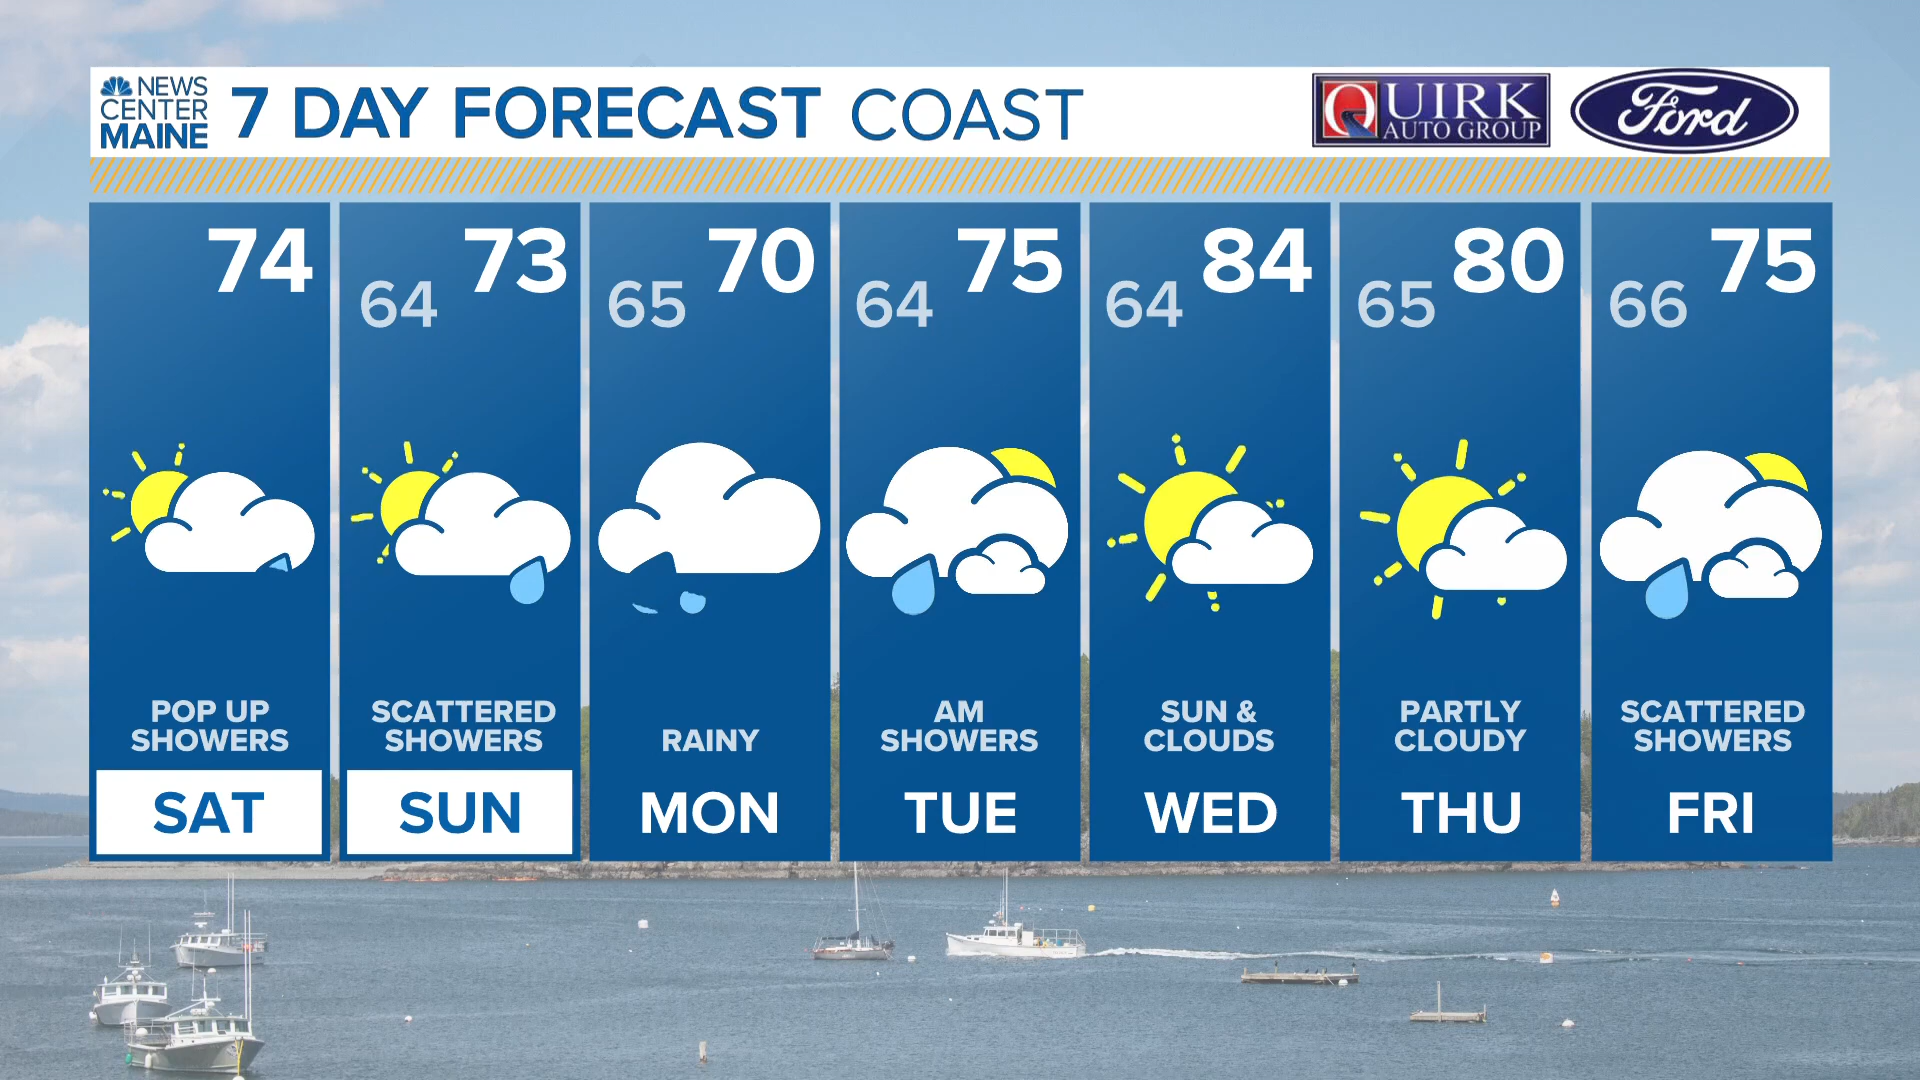 NEWS
CENTER
MAINE
7 DAY FORECAST COAST
QUIRK
AUTO GROUP
Ford
74
64 73
65 70
64 75
64 84
65 80
66 75
POP UP
SHOWERS
SAT
SCATTERED
SHOWERS
SUN
RAINY
MON
AM
SHOWERS
TUE
SUN &
CLOUDS
WED
PARTLY
CLOUDY
THU
SCATTERED
SHOWERS
FRI